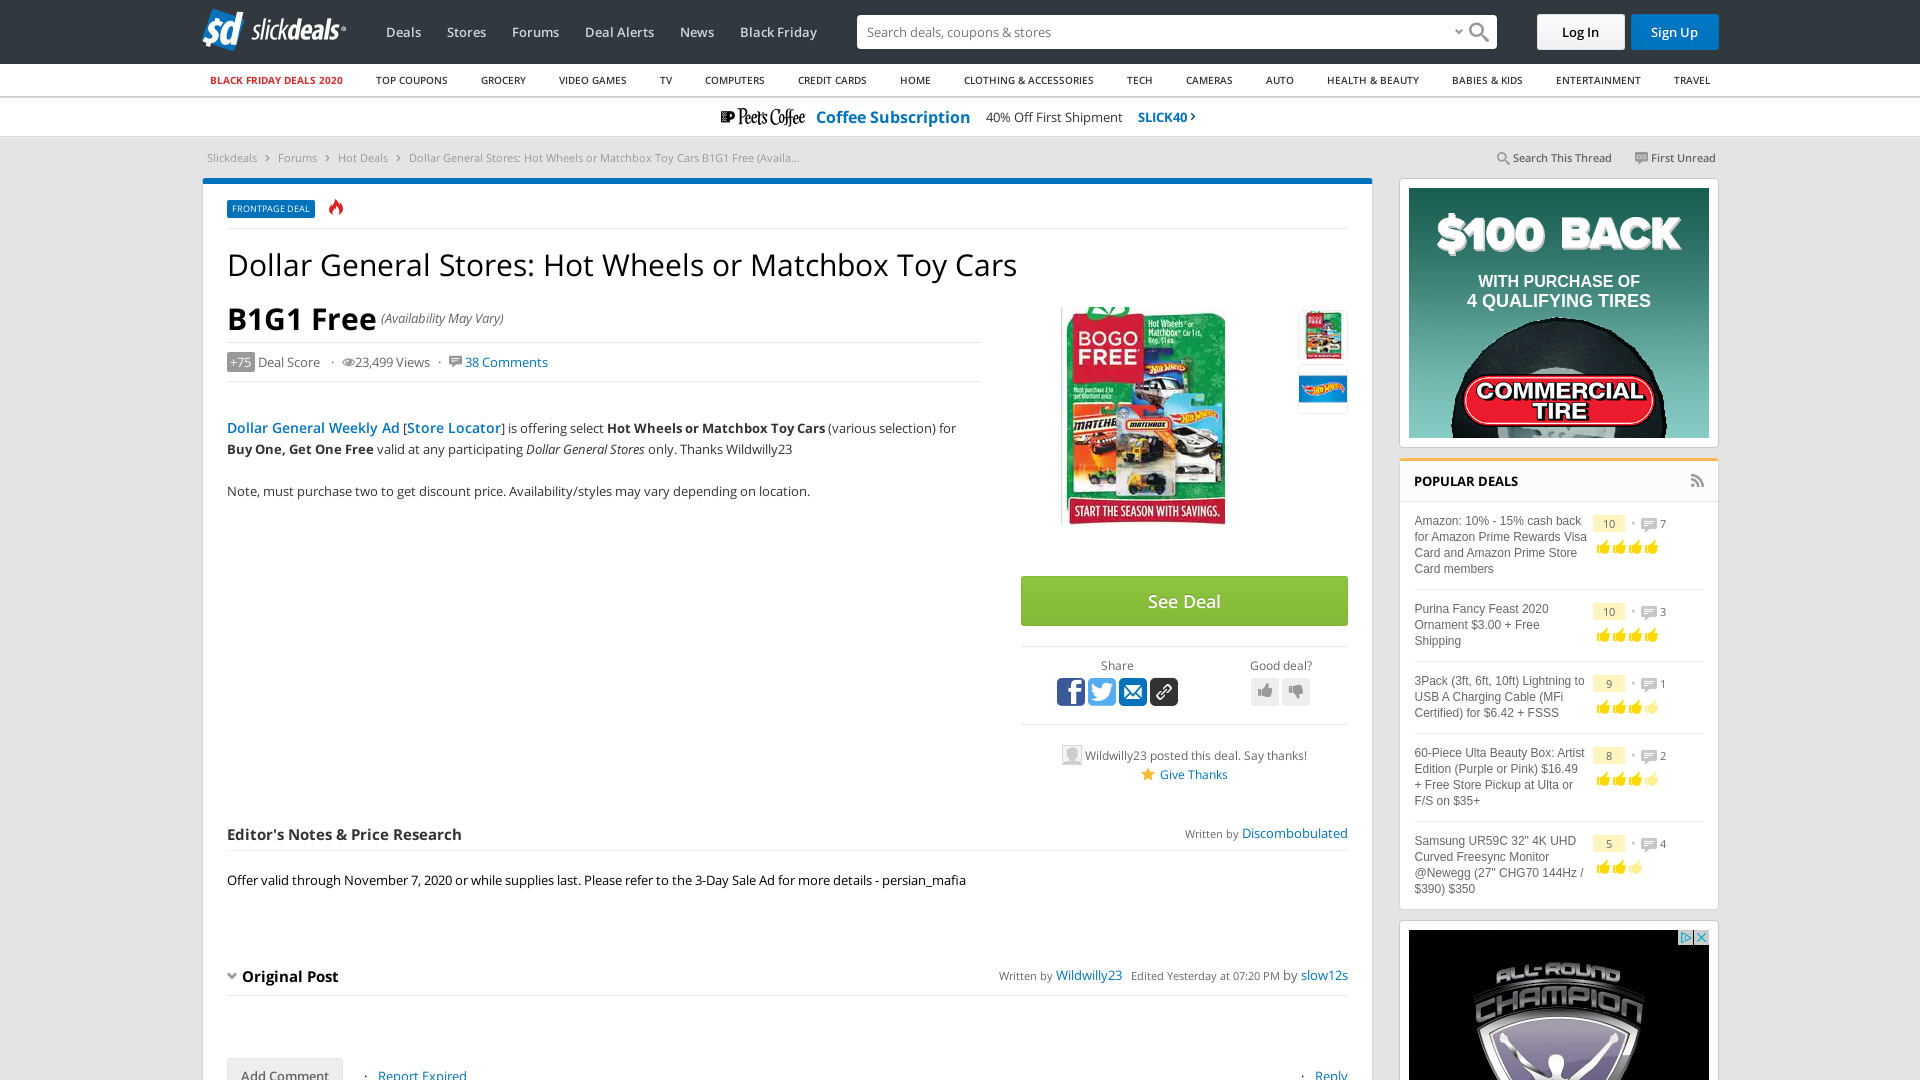 slickdeals
Deals
Stores
Forums
Deal Alerts
News
Black Friday
Search deals, coupons & stores
Log In
Sign Up
BLACK FRIDAY DEALS 2020
TOP COUPONS
GROCERY
VIDEO GAMES
TV
COMPUTERS
CREDIT CARDS
HOME
CLOTHING & ACCESSORIES
TECH
CAMERAS
AUTO
HEALTH & BEAUTY
BABIES & KIDS
ENTERTAINMENT
TRAVEL
Peet's Coffee
Coffee Subscription
40% Off First Shipment
SLICK40
Slickdeals
Forums
Hot Deals
Dollar General Stores: Hot Wheels or Matchbox Toy Cars B1G1 Free (Availa...
Search This Thread
First Unread
FRONTPAGE DEAL
Dollar General Stores: Hot Wheels or Matchbox Toy Cars
B1G1 Free (Availability May Vary)
+75 Deal Score · 23,499 Views · 38 Comments
Dollar General Weekly Ad [Store Locator] is offering select Hot Wheels or Matchbox Toy Cars (various selection) for
Buy One, Get One Free valid at any participating Dollar General Stores only. Thanks Wildwilly23
Note, must purchase two to get discount price. Availability/styles may vary depending on location.
BOGO
FREE
Hot Wheels® or
Matchbox® Car 1 ct.
Reg. $1 ea.
Must purchase 2 to
get discount price
MATCHBOX
START THE SEASON WITH SAVINGS.
See Deal
Share
Good deal?
Wildwilly23 posted this deal. Say thanks!
Give Thanks
Editor's Notes & Price Research
Written by Discombobulated
Offer valid through November 7, 2020 or while supplies last. Please refer to the 3-Day Sale Ad for more details - persian_mafia
Original Post
Written by Wildwilly23 Edited Yesterday at 07:20 PM by slow12s
Add Comment
· Report Expired
· Reply
$100 BACK
WITH PURCHASE OF
4 QUALIFYING TIRES
COMMERCIAL
TIRE
POPULAR DEALS
Amazon: 10% - 15% cash back
for Amazon Prime Rewards Visa
Card and Amazon Prime Store
Card members
10 • 7
Purina Fancy Feast 2020
Ornament $3.00 + Free
Shipping
10 • 3
3Pack (3ft, 6ft, 10ft) Lightning to
USB A Charging Cable (MFi
Certified) for $6.42 + FSSS
9 • 1
60-Piece Ulta Beauty Box: Artist
Edition (Purple or Pink) $16.49
+ Free Store Pickup at Ulta or
F/S on $35+
8 • 2
Samsung UR59C 32" 4K UHD
Curved Freesync Monitor
@Newegg (27" CHG70 144Hz /
$390) $350
5 • 4
ALL-ROUND
CHAMPION